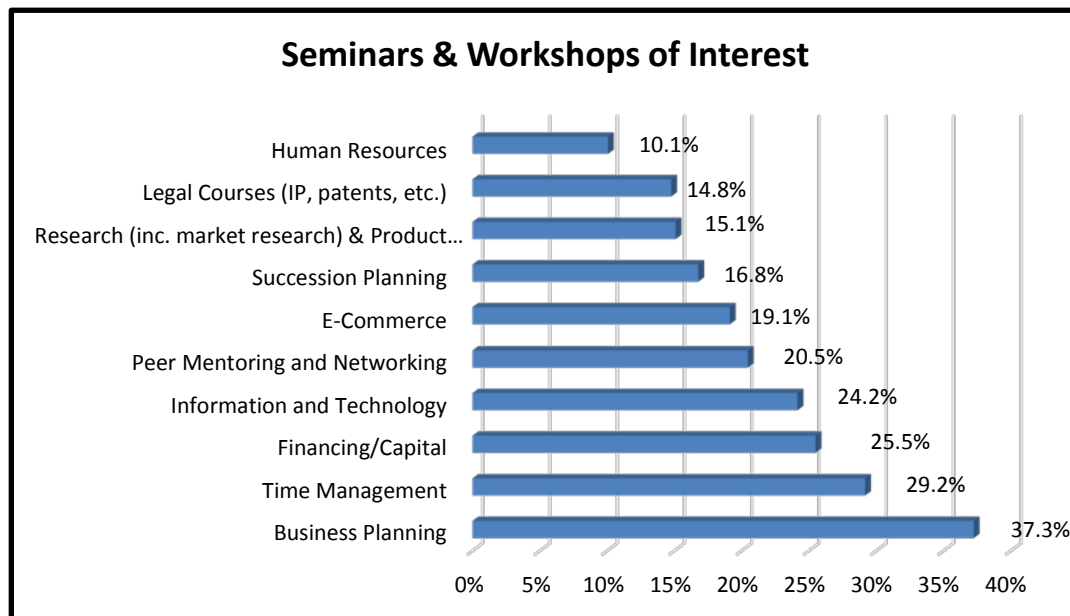 Seminars & Workshops of Interest
Human Resources 10.1%
Legal Courses (IP, patents, etc.) 14.8%
Research (inc. market research) & Product... 15.1%
Succession Planning 16.8%
E-Commerce 19.1%
Peer Mentoring and Networking 20.5%
Information and Technology 24.2%
Financing/Capital 25.5%
Time Management 29.2%
Business Planning 37.3%
0% 5% 10% 15% 20% 25% 30% 35% 40%